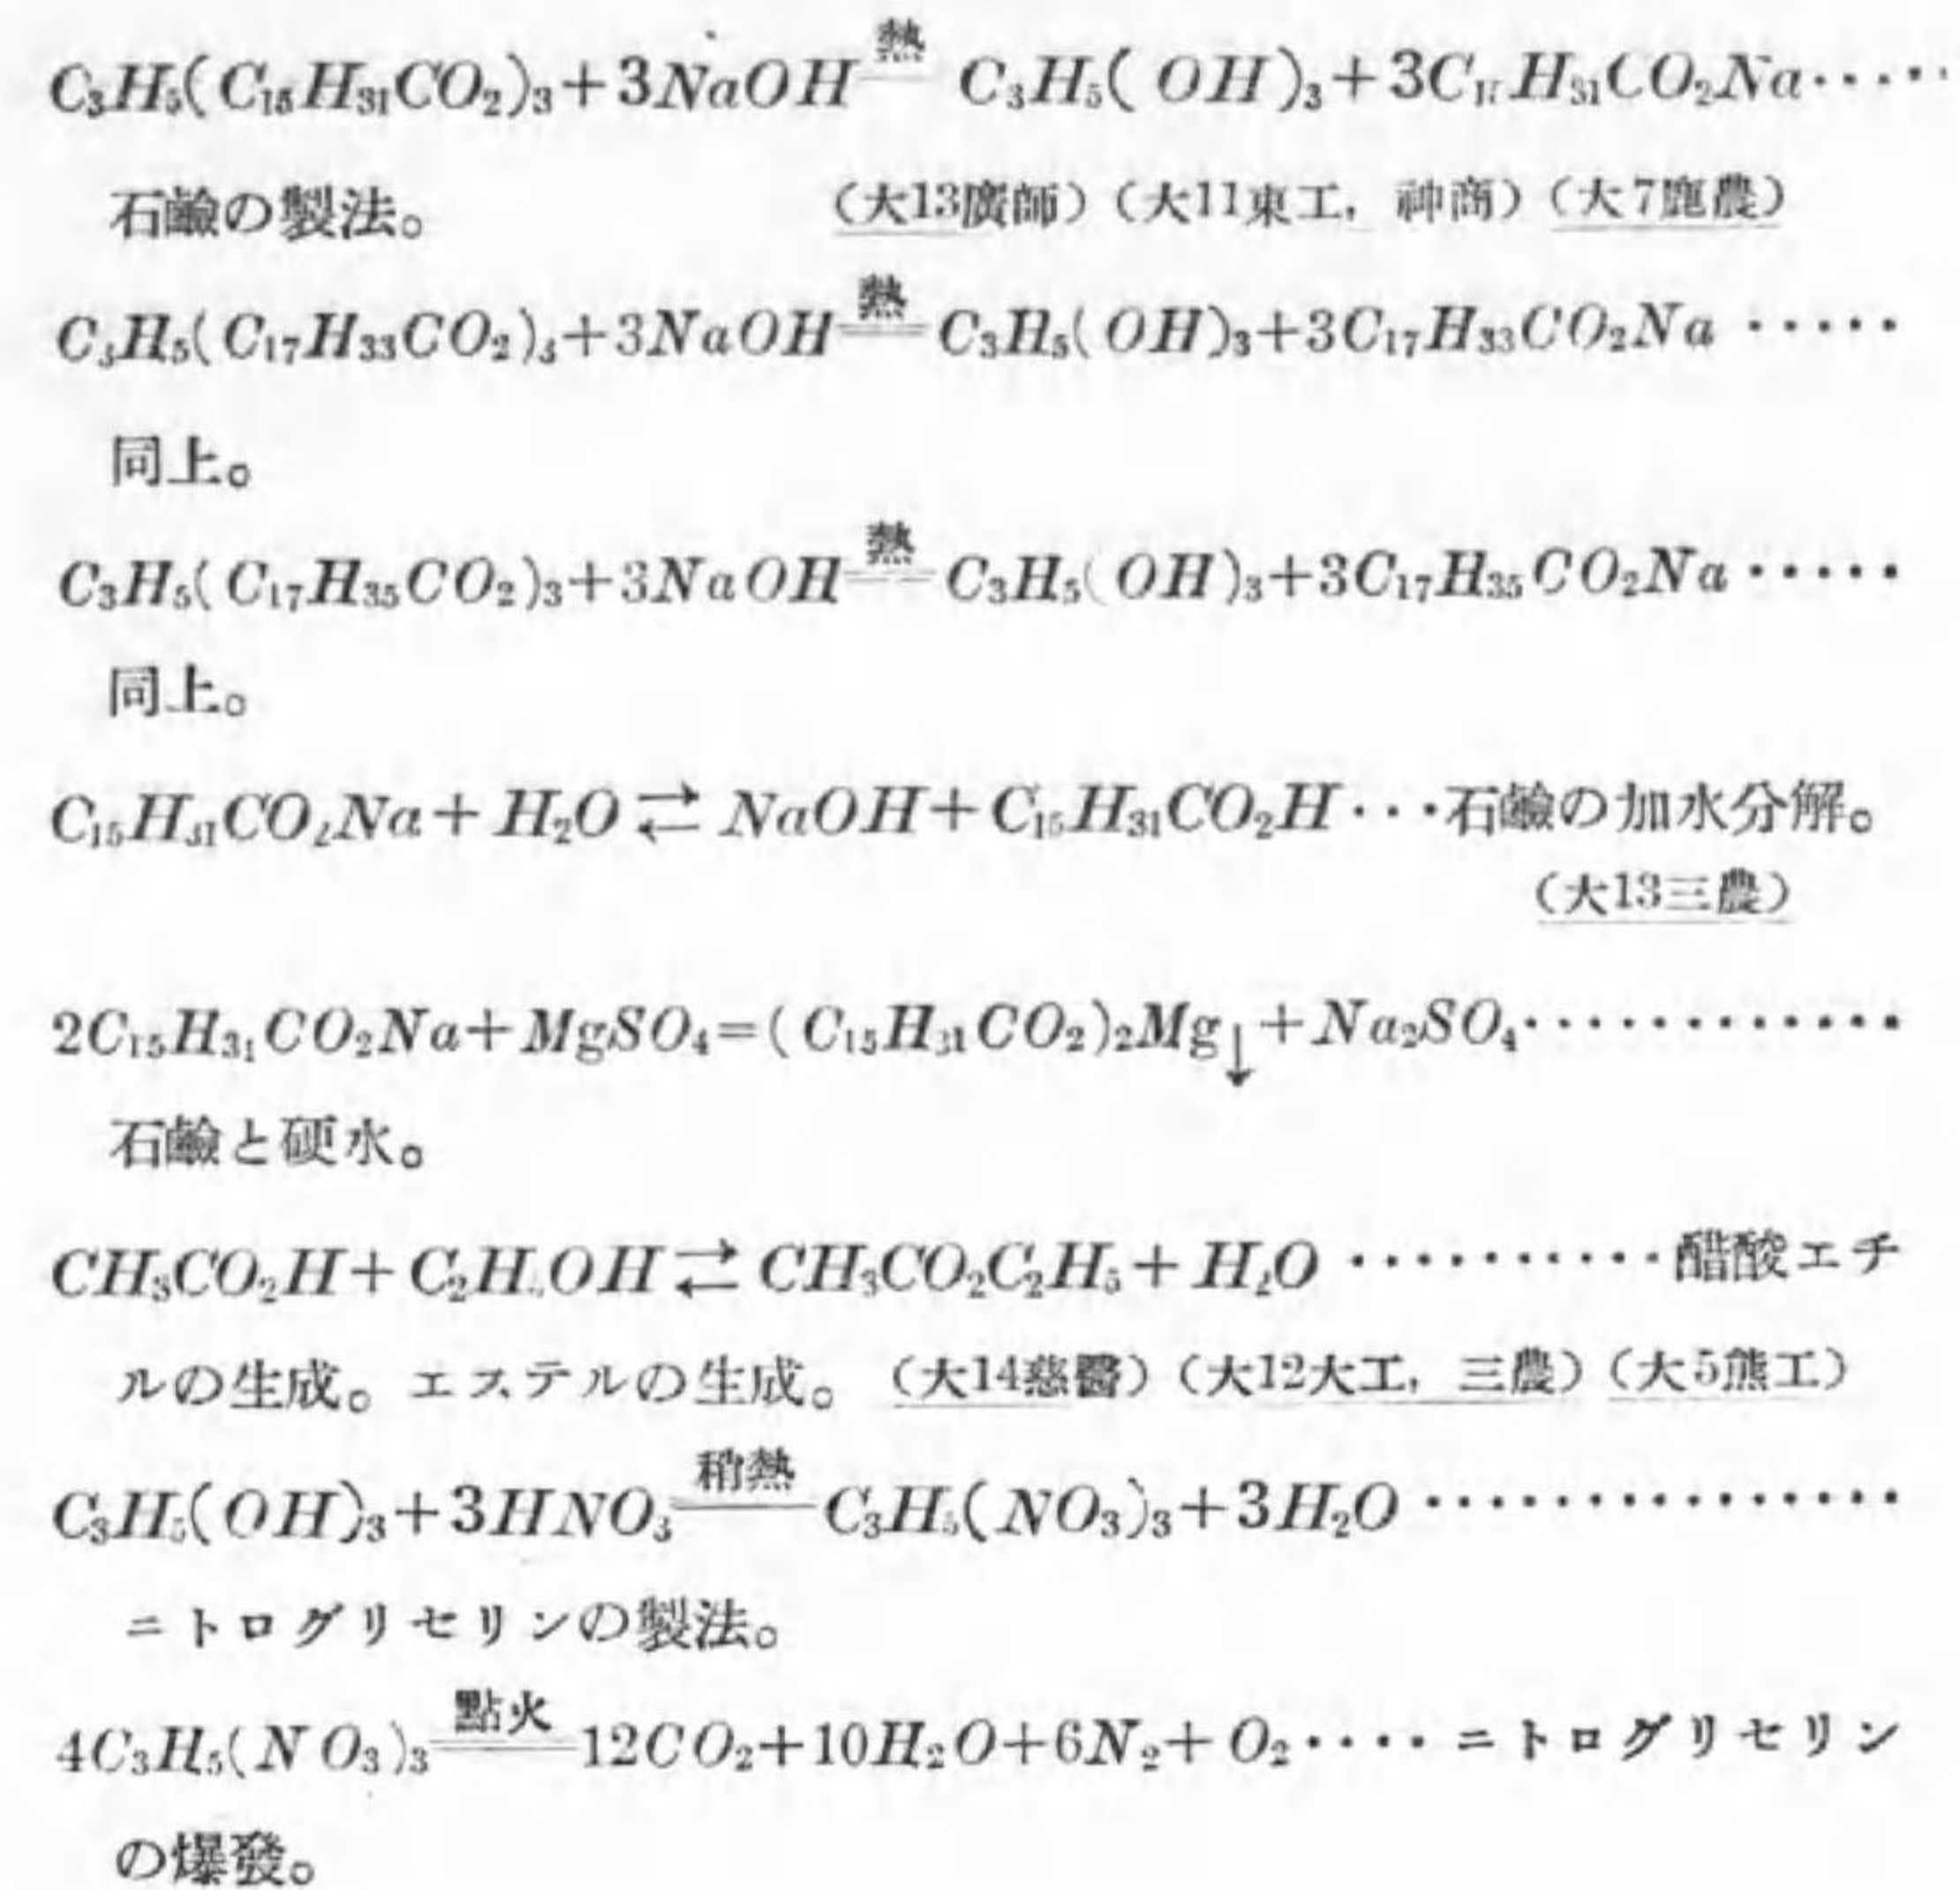 熱
C₃H₅(C₁₅H₃₁CO₂)₃+3NaOH＝C₃H₅(OH)₃+3C₁₇H₃₁CO₂Na·····
石鹼の製法。 （大13廣師）（大11東工，神商）（大7鹿農）
熱
C₃H₅(C₁₇H₃₃CO₂)₃+3NaOH＝C₃H₅(OH)₃+3C₁₇H₃₃CO₂Na·····
同上。
熱
C₃H₅(C₁₇H₃₅CO₂)₃+3NaOH＝C₃H₅(OH)₃+3C₁₇H₃₅CO₂Na·····
同上。
C₁₅H₃₁CO₂Na+H₂O⇄NaOH+C₁₅H₃₁CO₂H···石鹼の加水分解。
（大13三農）
2C₁₅H₃₁CO₂Na+MgSO₄=(C₁₅H₃₁CO₂)₂Mg↓+Na₂SO₄············
石鹼と硬水。
CH₃CO₂H+C₂H₅OH⇄CH₃CO₂C₂H₅+H₂O··········醋酸エチ
ルの生成。エステルの生成。（大14慈醫）（大12大工，三農）（大5熊工）
稍熱
C₃H₅(OH)₃+3HNO₃＝C₃H₅(NO₃)₃+3H₂O···············
ニトログリセリンの製法。
點火
4C₃H₅(NO₃)₃＝12CO₂+10H₂O+6N₂+O₂····ニトログリセリン
の爆發。